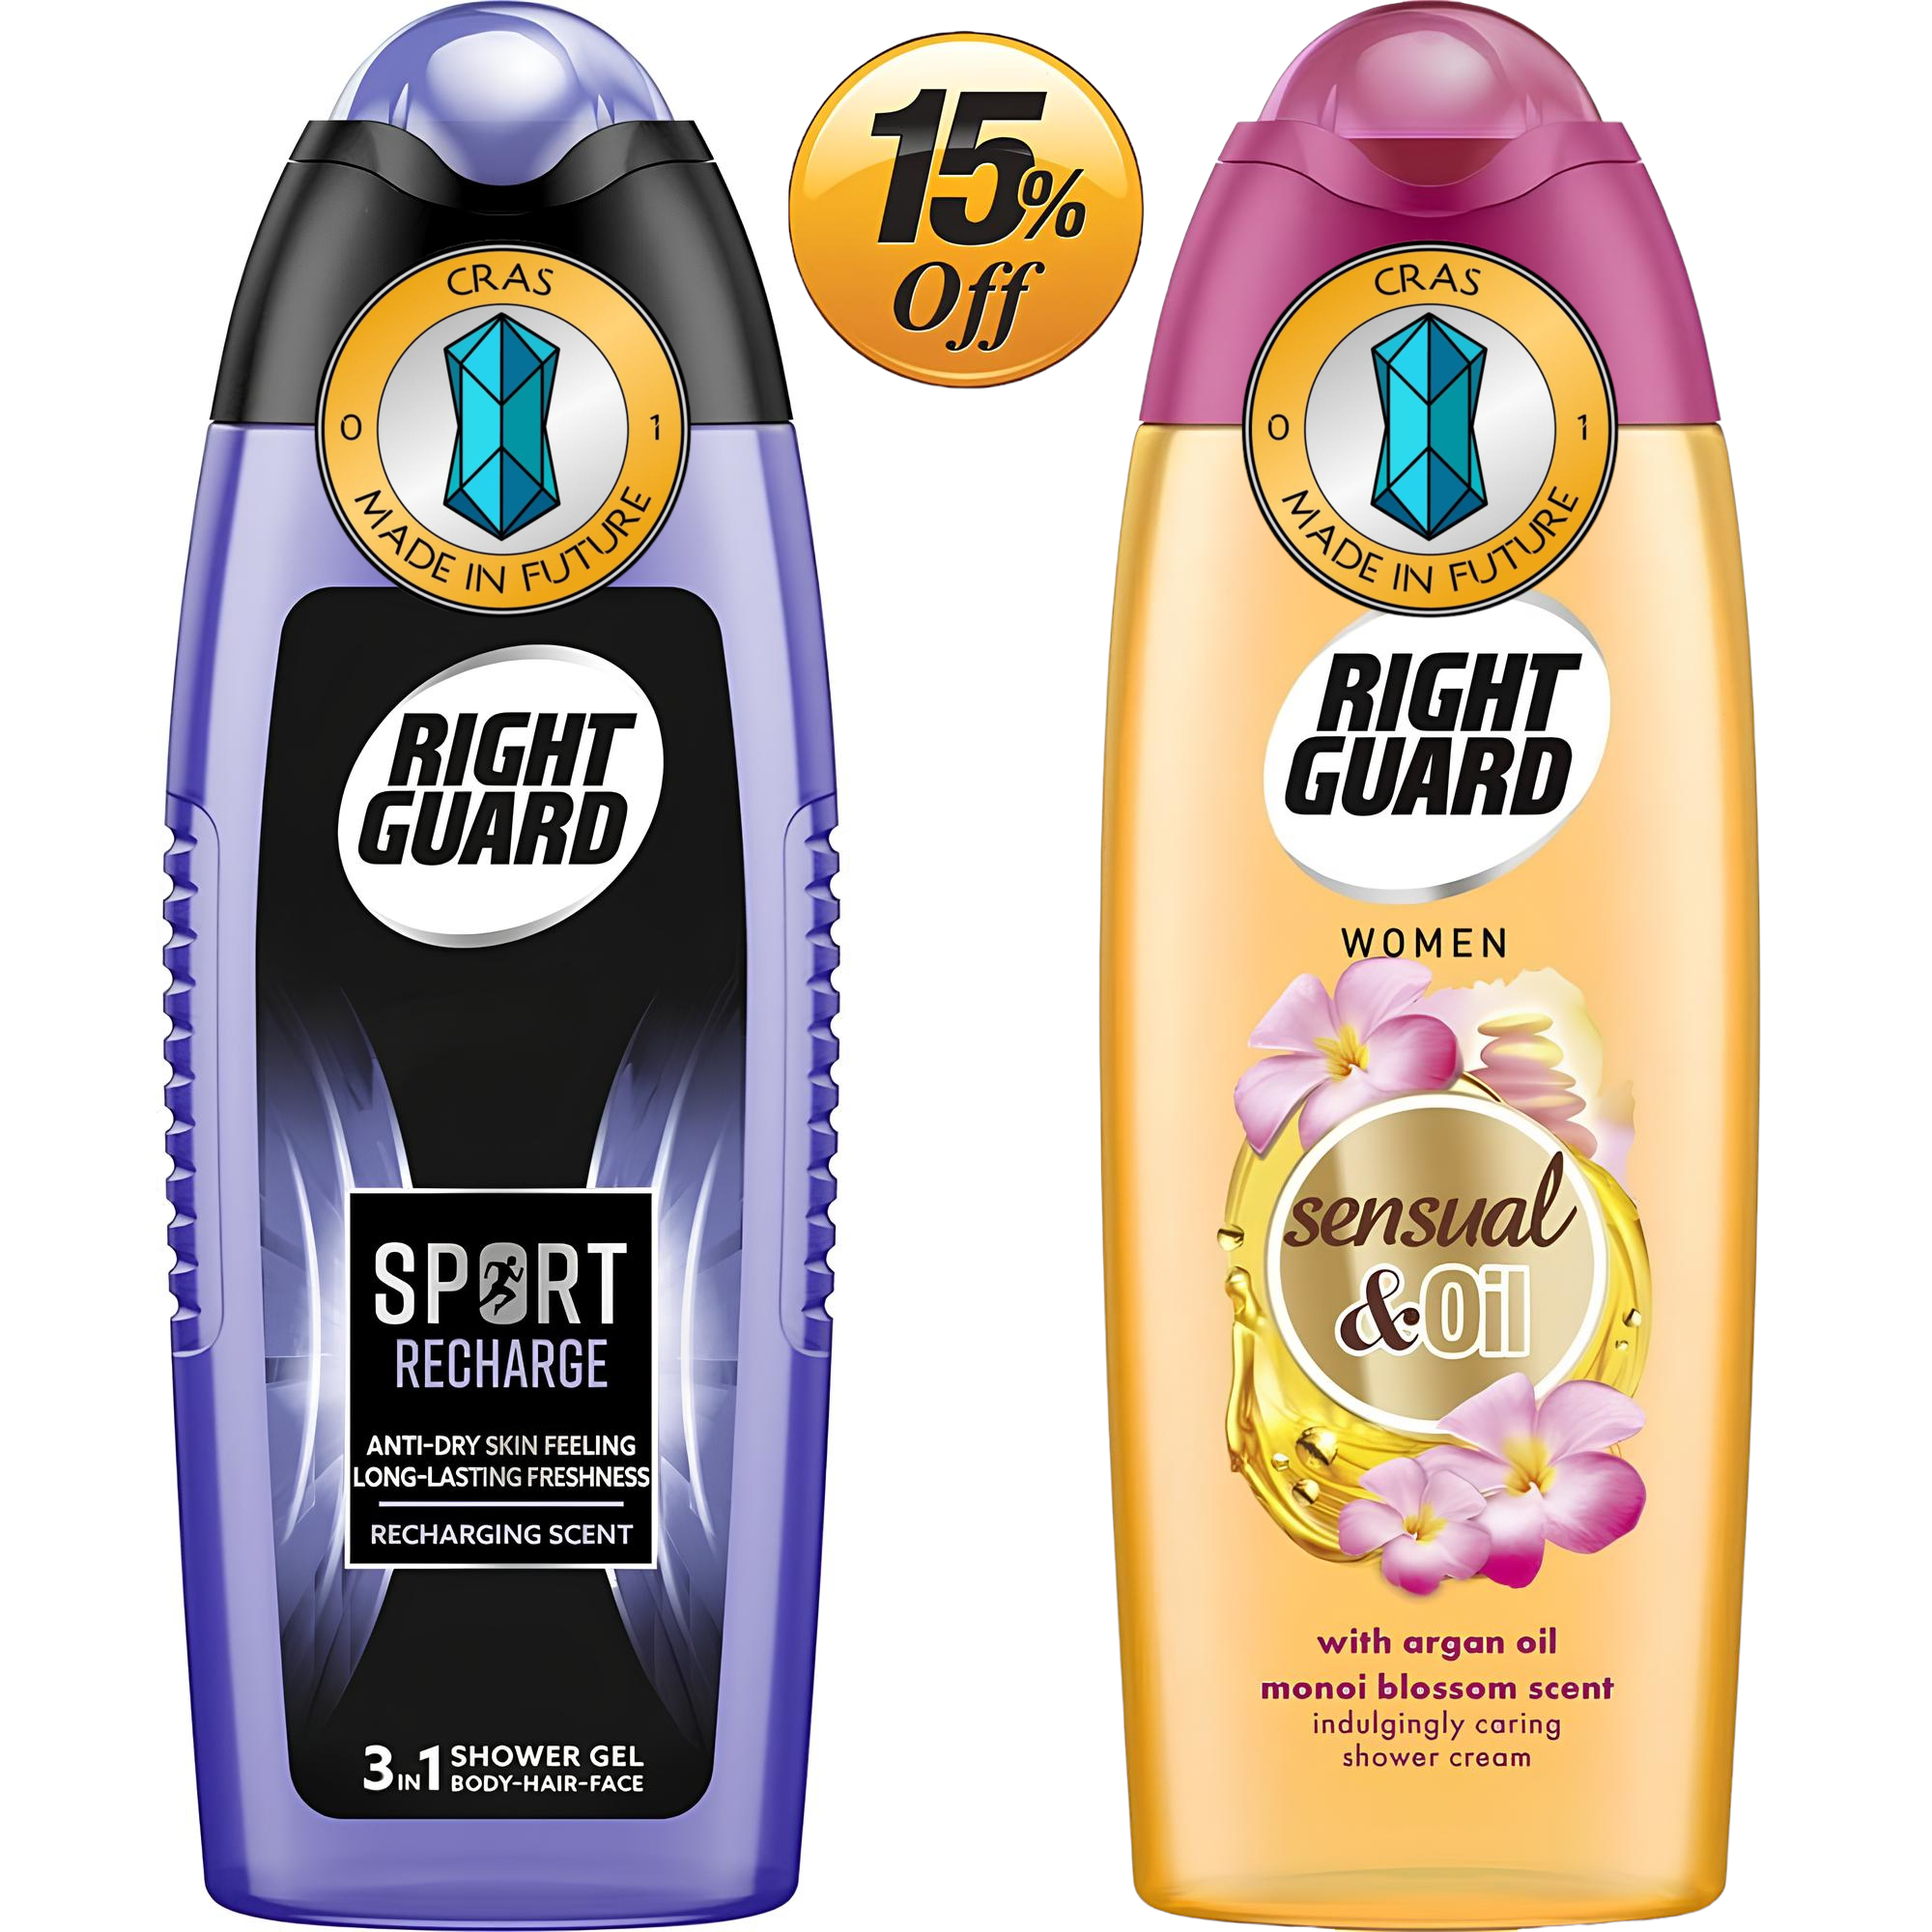 CRAS
0 1
MADE IN FUTURE
RIGHT
GUARD
SPORT
RECHARGE
ANTI-DRY SKIN FEELING
LONG-LASTING FRESHNESS
RECHARGING SCENT
3 IN 1 SHOWER GEL
BODY-HAIR-FACE
15%
Off
CRAS
0 1
MADE IN FUTURE
RIGHT
GUARD
WOMEN
sensual
&Oil
with argan oil
monoi blossom scent
indulgingly caring
shower cream